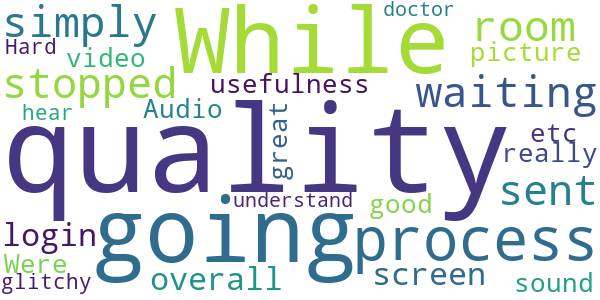 simply
While
doctor
room
Hard
video
picture
stopped
usefulness
waiting
hear
Audio
great
quality
etc
really
understand
sent
login
going
good
process
Were
glitchy
overall
screen
sound